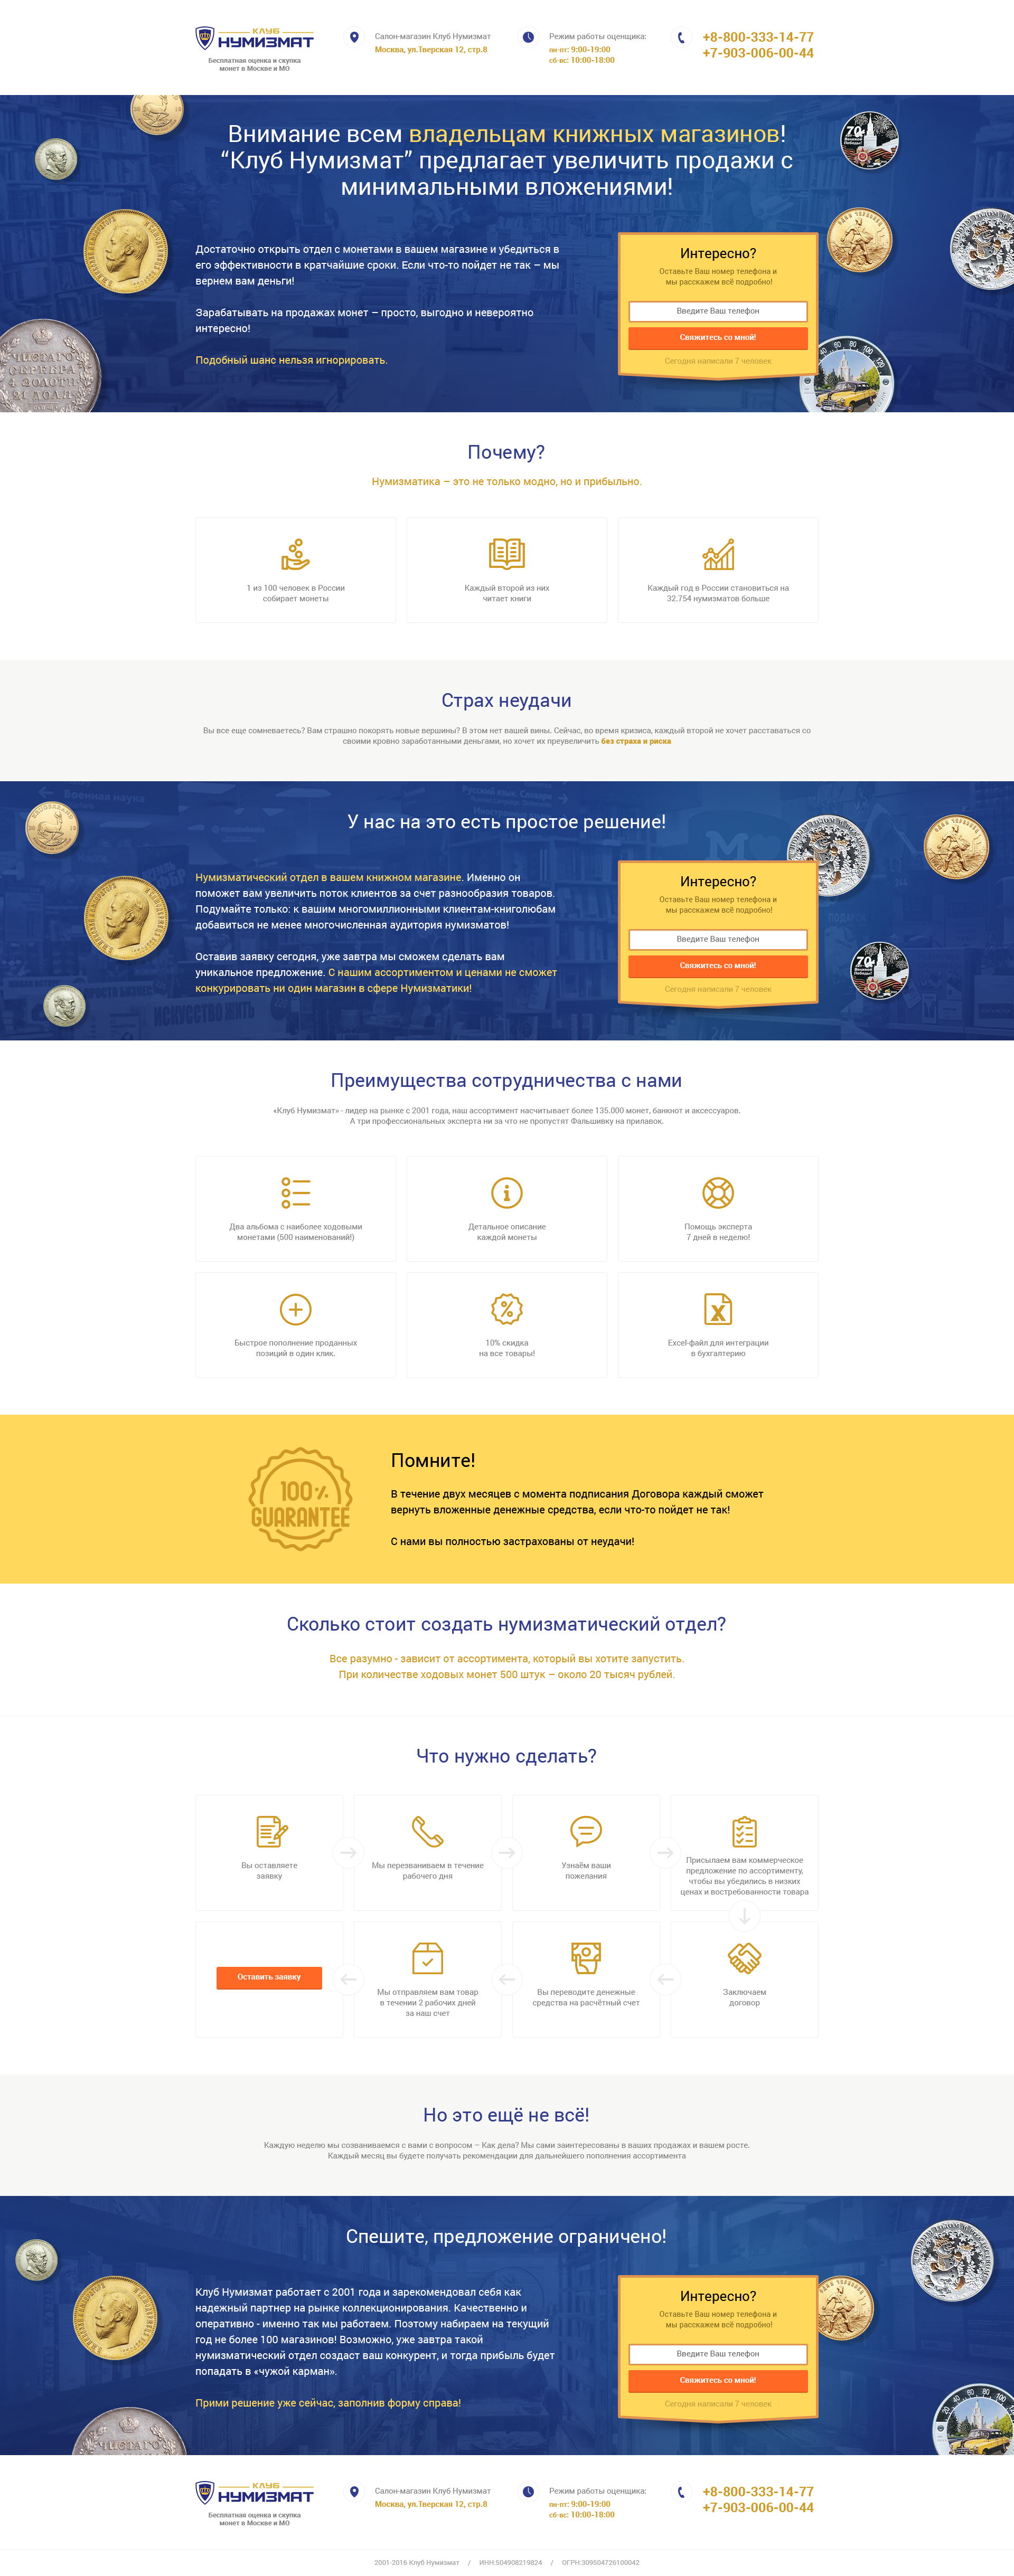 КЛУБ
НУМИЗМАТ
Бесплатная оценка и скупка
монет в Москве и МО
Салон-магазин Клуб Нумизмат
Москва, ул.Тверская 12, стр.8
Режим работы оценщика:
пн-пт: 9:00-19:00
сб-вс: 10:00-18:00
+8-800-333-14-77
+7-903-006-00-44
Внимание всем владельцам книжных магазинов!
“Клуб Нумизмат” предлагает увеличить продажи с
минимальными вложениями!
Достаточно открыть отдел с монетами в вашем магазине и убедиться в
его эффективности в кратчайшие сроки. Если что-то пойдет не так – мы
вернем вам деньги!
Зарабатывать на продажах монет – просто, выгодно и невероятно
интересно!
Подобный шанс нельзя игнорировать.
Интересно?
Оставьте Ваш номер телефона и
мы расскажем всё подробно!
Введите Ваш телефон
Свяжитесь со мной!
Сегодня написали 7 человек
ЧИСТАГО
СЕРЕБРА
4 ЗОЛОТН
21 ДОЛЯ
70
Почему?
Нумизматика – это не только модно, но и прибыльно.
1 из 100 человек в России
собирает монеты
Каждый второй из них
читает книги
Каждый год в России становиться на
32.754 нумизматов больше
Страх неудачи
Вы все еще сомневаетесь? Вам страшно покорять новые вершины? В этом нет вашей вины. Сейчас, во время кризиса, каждый второй не хочет расставаться со
своими кровно заработанными деньгами, но хочет их преувеличить без страха и риска
У нас на это есть простое решение!
Нумизматический отдел в вашем книжном магазине. Именно он
поможет вам увеличить поток клиентов за счет разнообразия товаров.
Подумайте только: к вашим многомиллионными клиентам-книголюбам
добавиться не менее многочисленная аудитория нумизматов!
Оставив заявку сегодня, уже завтра мы сможем сделать вам
уникальное предложение. С нашим ассортиментом и ценами не сможет
конкурировать ни один магазин в сфере Нумизматики!
Интересно?
Оставьте Ваш номер телефона и
мы расскажем всё подробно!
Введите Ваш телефон
Свяжитесь со мной!
Сегодня написали 7 человек
70
Военная наука
ИСКУССТВО ЖИТЬ
Преимущества сотрудничества с нами
«Клуб Нумизмат» - лидер на рынке с 2001 года, наш ассортимент насчитывает более 135.000 монет, банкнот и аксессуаров.
А три профессиональных эксперта ни за что не пропустят Фальшивку на прилавок.
Два альбома с наиболее ходовыми
монетами (500 наименований!)
Детальное описание
каждой монеты
Помощь эксперта
7 дней в неделю!
Быстрое пополнение проданных
позиций в один клик.
10% скидка
на все товары!
Excel-файл для интеграции
в бухгалтерию
100%
GUARANTEE
Помните!
В течение двух месяцев с момента подписания Договора каждый сможет
вернуть вложенные денежные средства, если что-то пойдет не так!
С нами вы полностью застрахованы от неудачи!
Сколько стоит создать нумизматический отдел?
Все разумно - зависит от ассортимента, который вы хотите запустить.
При количестве ходовых монет 500 штук – около 20 тысяч рублей.
Что нужно сделать?
Вы оставляете
заявку
Мы перезваниваем в течение
рабочего дня
Узнаём ваши
пожелания
Присылаем вам коммерческое
предложение по ассортименту,
чтобы вы убедились в низких
ценах и востребованности товара
Оставить заявку
Мы отправляем вам товар
в течении 2 рабочих дней
за наш счет
Вы переводите денежные
средства на расчётный счет
Заключаем
договор
Но это ещё не всё!
Каждую неделю мы созваниваемся с вами с вопросом – Как дела? Мы сами заинтересованы в ваших продажах и вашем росте.
Каждый месяц вы будете получать рекомендации для дальнейшего пополнения ассортимента
Спешите, предложение ограничено!
Клуб Нумизмат работает с 2001 года и зарекомендовал себя как
надежный партнер на рынке коллекционирования. Качественно и
оперативно - именно так мы работаем. Поэтому набираем на текущий
год не более 100 магазинов! Возможно, уже завтра такой
нумизматический отдел создаст ваш конкурент, и тогда прибыль будет
попадать в «чужой карман».
Прими решение уже сейчас, заполнив форму справа!
Интересно?
Оставьте Ваш номер телефона и
мы расскажем всё подробно!
Введите Ваш телефон
Свяжитесь со мной!
Сегодня написали 7 человек
ЧИСТАГО
КЛУБ
НУМИЗМАТ
Бесплатная оценка и скупка
монет в Москве и МО
Салон-магазин Клуб Нумизмат
Москва, ул.Тверская 12, стр.8
Режим работы оценщика:
пн-пт: 9:00-19:00
сб-вс: 10:00-18:00
+8-800-333-14-77
+7-903-006-00-44
2001-2016 Клуб Нумизмат / ИНН:504908219824 / ОГРН:309504726100042